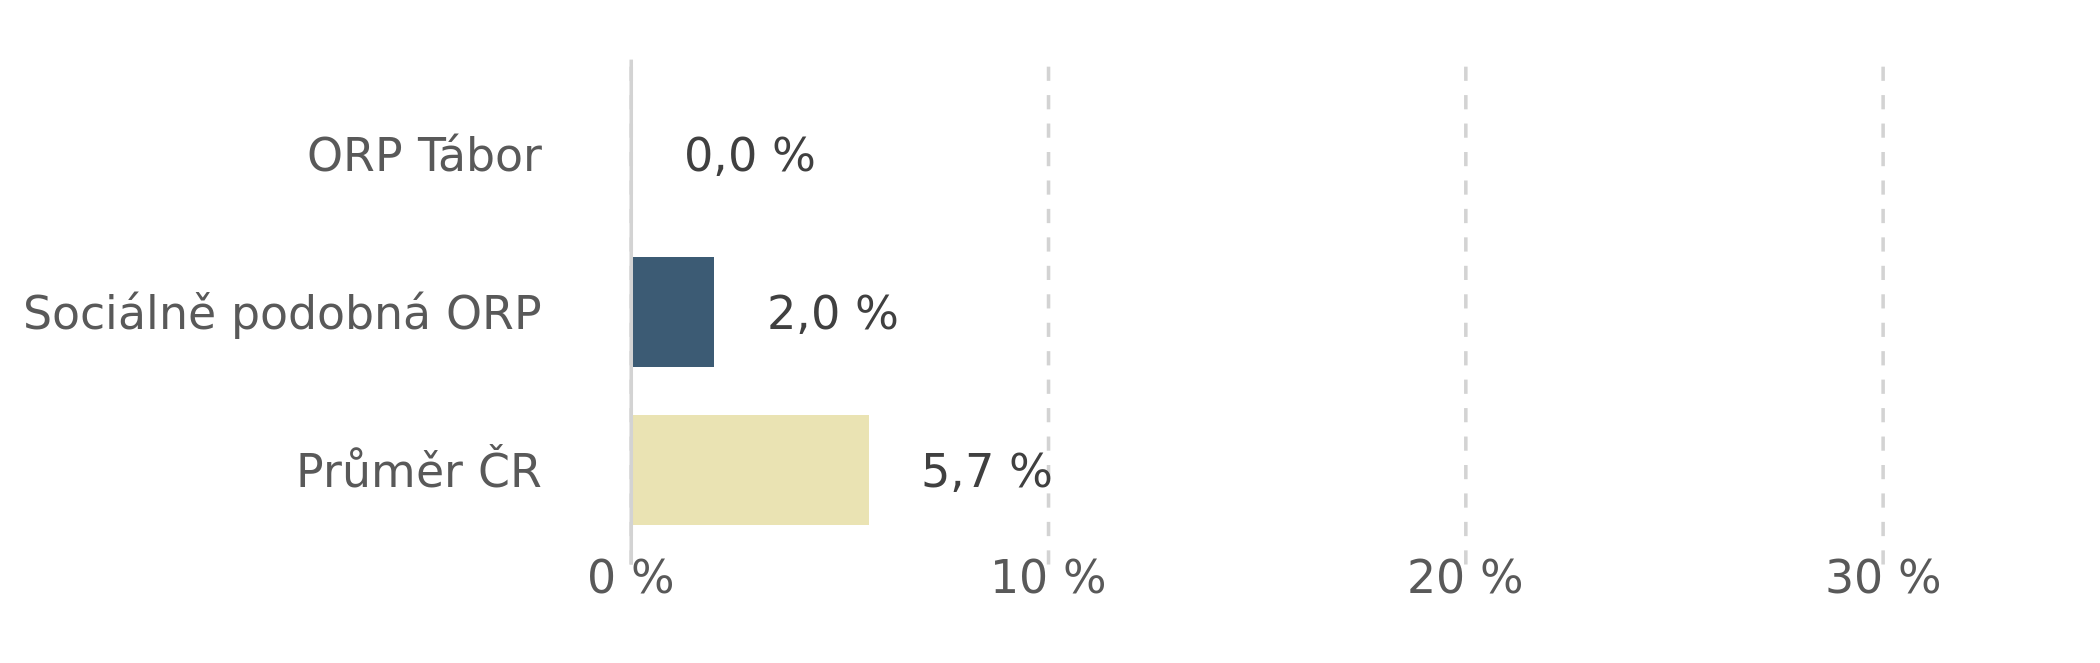 ORP Tábor 0,0 %
Sociálně podobná ORP 2,0 %
Průměr ČR 5,7 %
0 % 10 % 20 % 30 %